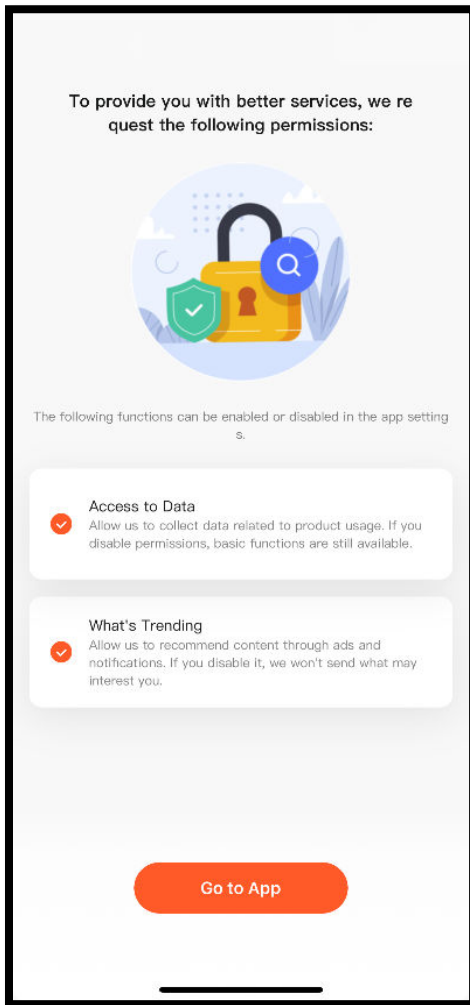 To provide you with better services, we re
quest the following permissions:
The following functions can be enabled or disabled in the app setting
s.
Access to Data
Allow us to collect data related to product usage. If you
disable permissions, basic functions are still available.
What's Trending
Allow us to recommend content through ads and
notifications. If you disable it, we won't send what may
interest you.
Go to App